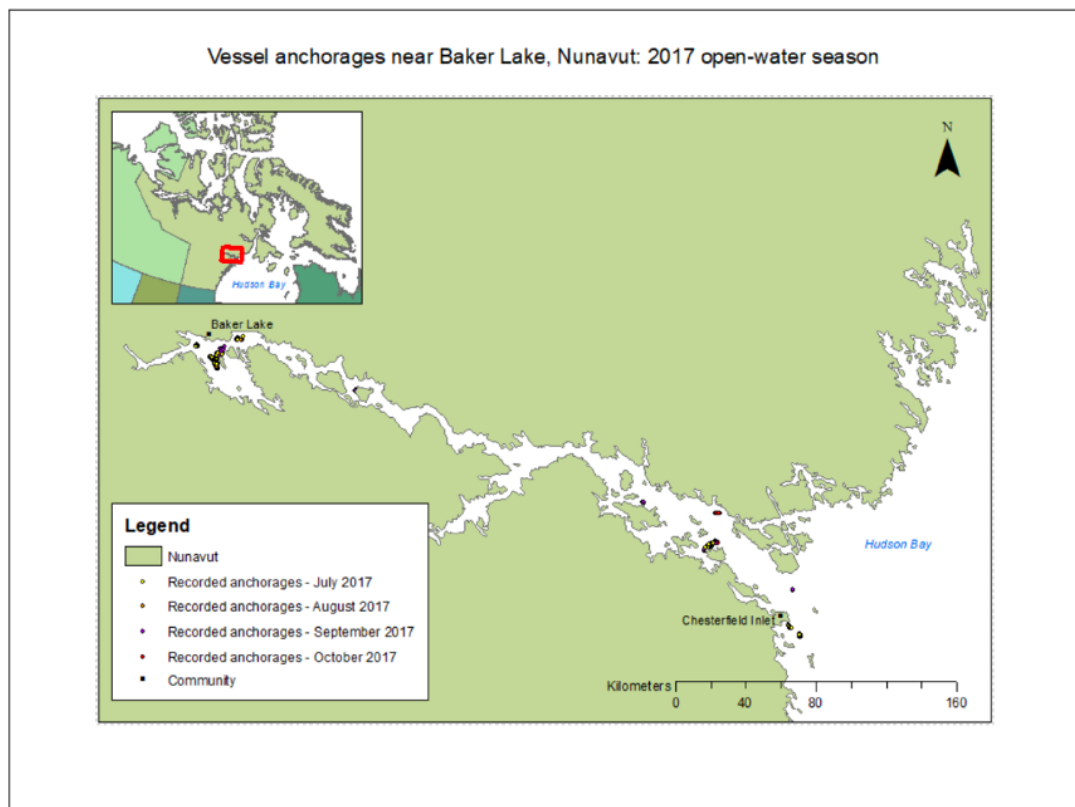 Vessel anchorages near Baker Lake, Nunavut: 2017 open-water season
N
Hudson Bay
Baker Lake
Hudson Bay
Chesterfield Inlet
Legend
Nunavut
Recorded anchorages - July 2017
Recorded anchorages - August 2017
Recorded anchorages - September 2017
Recorded anchorages - October 2017
Community
Kilometers
0 40 80 160